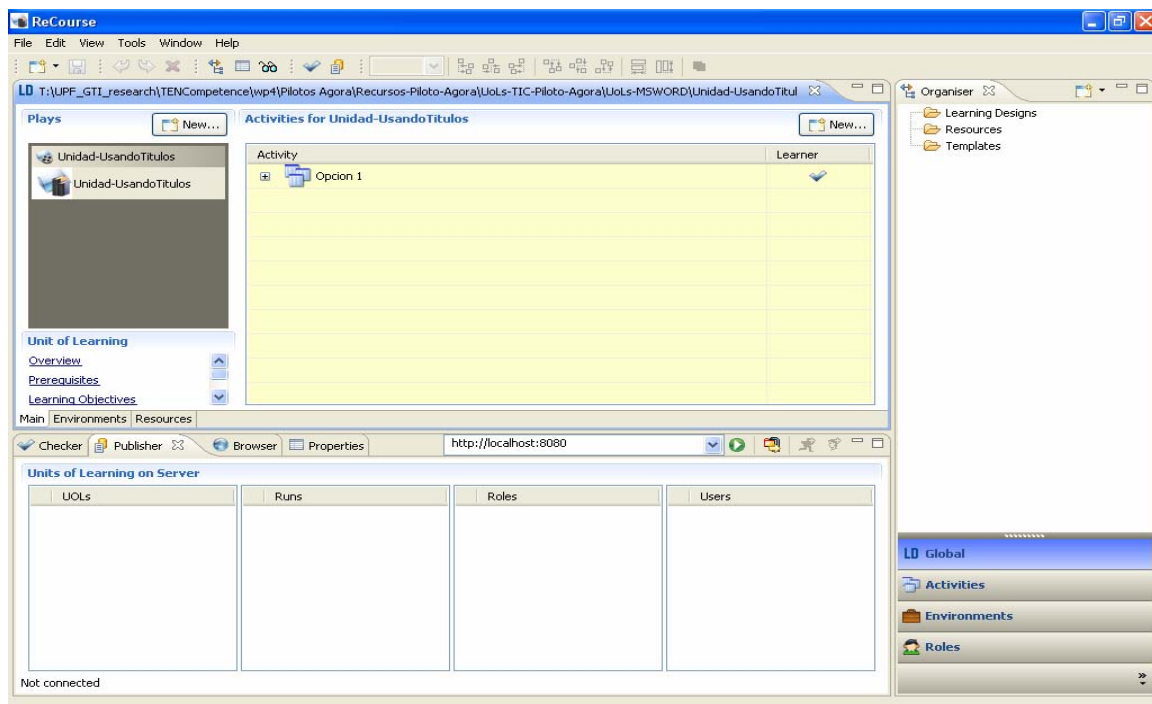 ReCourse
File Edit View Tools Window Help
LD T:\UPF_GTI_research\TENCompetence\wp4\Pilotos Agora\Recursos-Piloto-Agora\UoLs-TIC-Piloto-Agora\UoLs-MSWORD\Unidad-UsandoTitul
Plays
New...
Unidad-UsandoTitulos
Unidad-UsandoTitulos
Unit of Learning
Overview
Prerequisites
Learning Objectives
Activities for Unidad-UsandoTitulos
New...
Activity Learner
Opcion 1
Main Environments Resources
Checker Publisher Browser Properties
http://localhost:8080
Units of Learning on Server
UOLs Runs Roles Users
Not connected
Organiser
Learning Designs
Resources
Templates
LD Global
Activities
Environments
Roles